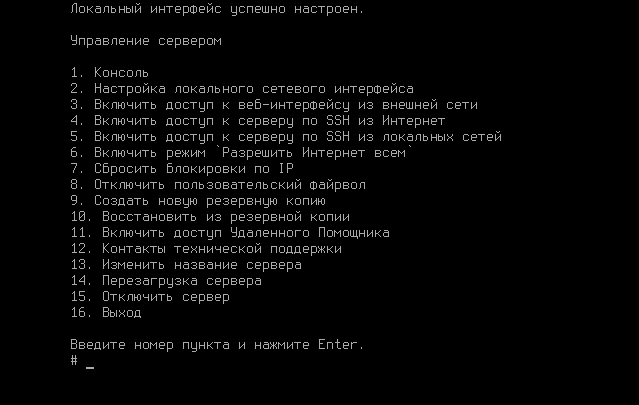 Локальный интерфейс успешно настроен.
Управление сервером
1. Консоль
2. Настройка локального сетевого интерфейса
3. Включить доступ к веб-интерфейсу из внешней сети
4. Включить доступ к серверу по SSH из Интернет
5. Включить доступ к серверу по SSH из локальных сетей
6. Включить режим `Разрешить Интернет всем`
7. Сбросить блокировки по IP
8. Отключить пользовательский файрвол
9. Создать новую резервную копию
10. Восстановить из резервной копии
11. Включить доступ Удаленного Помощника
12. Контакты технической поддержки
13. Изменить название сервера
14. Перезагрузка сервера
15. Отключить сервер
16. Выход
Введите номер пункта и нажмите Enter.
# _